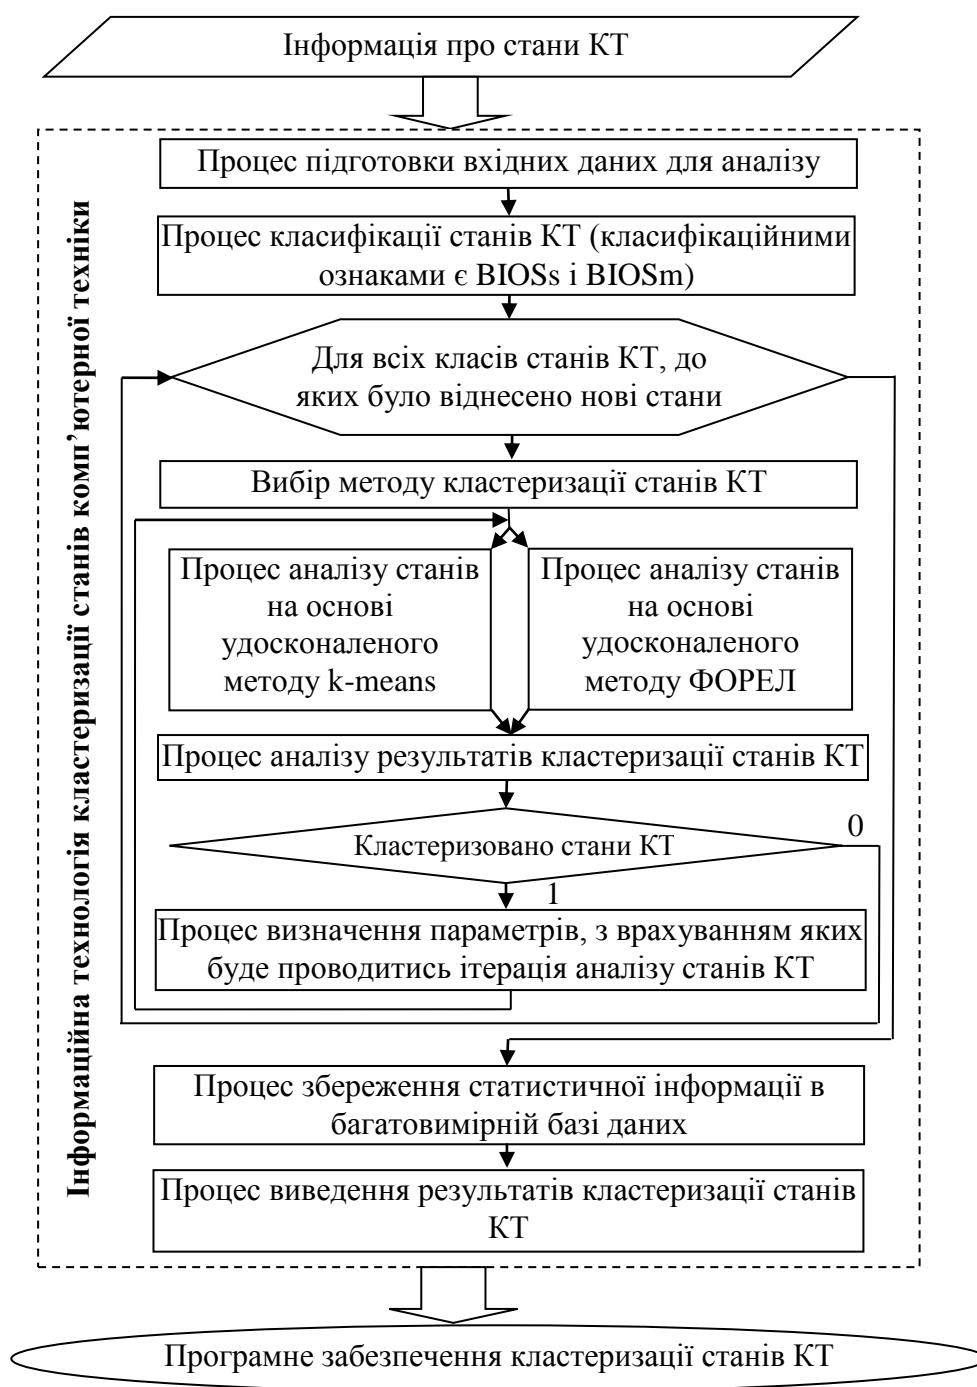 Інформація про стани КТ
Інформаційна технологія кластеризації станів комп’ютерної техніки
Процес підготовки вхідних даних для аналізу
Процес класифікації станів КТ (класифікаційними
ознаками є BIOSs і BIOSm)
Для всіх класів станів КТ, до
яких було віднесено нові стани
Вибір методу кластеризації станів КТ
Процес аналізу станів
на основі
удосконаленого
методу k-means
Процес аналізу станів
на основі
удосконаленого
методу ФОРЕЛ
Процес аналізу результатів кластеризації станів КТ
Кластеризовано стани КТ
0
1
Процес визначення параметрів, з врахуванням яких
буде проводитись ітерація аналізу станів КТ
Процес збереження статистичної інформації в
багатовимірній базі даних
Процес виведення результатів кластеризації станів
КТ
Програмне забезпечення кластеризації станів КТ